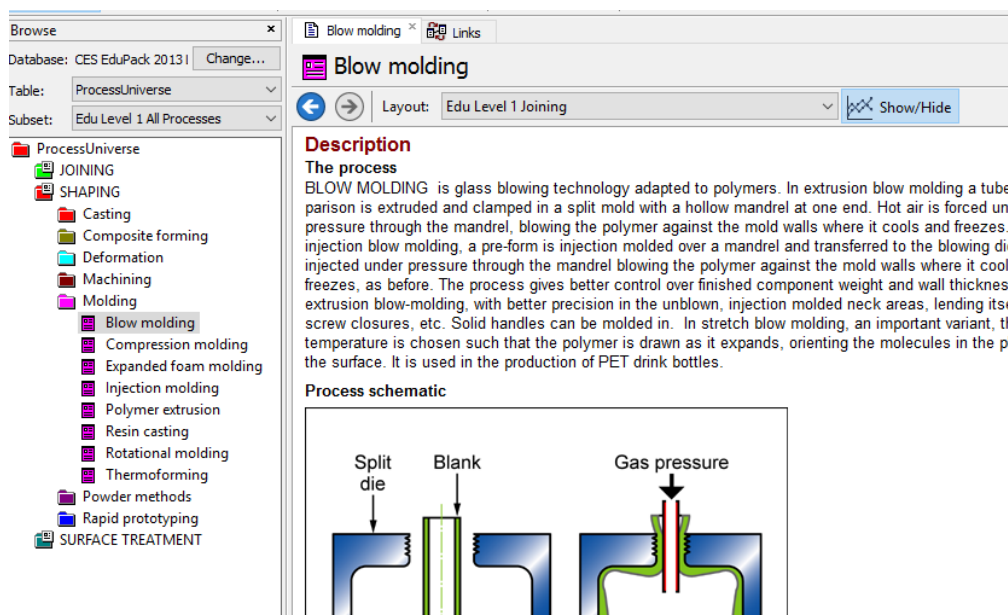 Browse
Database: CES EduPack 2013 Change...
Table: ProcessUniverse
Subset: Edu Level 1 All Processes
ProcessUniverse
JOINING
SHAPING
Casting
Composite forming
Deformation
Machining
Molding
Blow molding
Compression molding
Expanded foam molding
Injection molding
Polymer extrusion
Resin casting
Rotational molding
Thermoforming
Powder methods
Rapid prototyping
SURFACE TREATMENT
Blow molding
Links
Blow molding
Layout: Edu Level 1 Joining Show/Hide
Description
The process
BLOW MOLDING is glass blowing technology adapted to polymers. In extrusion blow molding a tube
parison is extruded and clamped in a split mold with a hollow mandrel at one end. Hot air is forced un
pressure through the mandrel, blowing the polymer against the mold walls where it cools and freezes.
injection blow molding, a pre-form is injection molded over a mandrel and transferred to the blowing di
injected under pressure through the mandrel blowing the polymer against the mold walls where it cool
freezes, as before. The process gives better control over finished component weight and wall thicknes
extrusion blow-molding, with better precision in the unblown, injection molded neck areas, lending its
screw closures, etc. Solid handles can be molded in. In stretch blow molding, an important variant, t
temperature is chosen such that the polymer is drawn as it expands, orienting the molecules in the p
the surface. It is used in the production of PET drink bottles.
Process schematic
Split die
Blank
Gas pressure